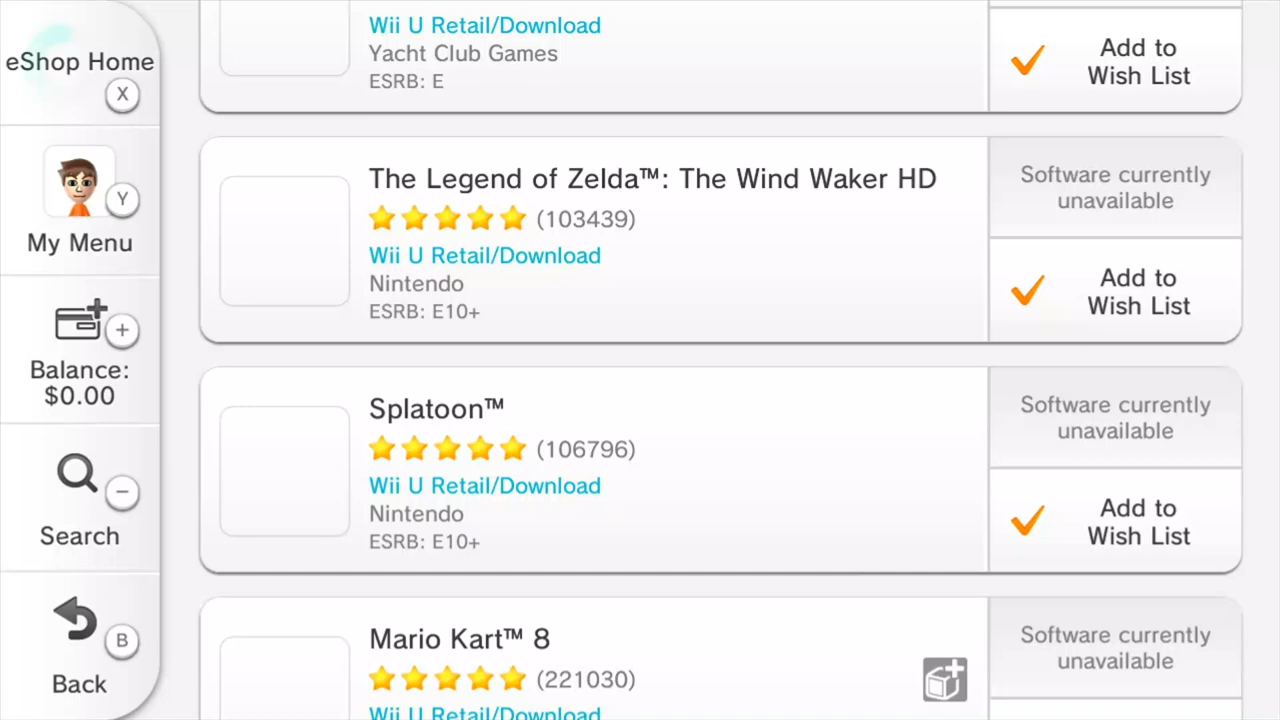 eShop Home
X
Y
My Menu
+
Balance:
$0.00
−
Search
B
Back
Wii U Retail/Download
Yacht Club Games
ESRB: E
Add to
Wish List
The Legend of Zelda™: The Wind Waker HD
(103439)
Wii U Retail/Download
Nintendo
ESRB: E10+
Software currently
unavailable
Add to
Wish List
Splatoon™
(106796)
Wii U Retail/Download
Nintendo
ESRB: E10+
Software currently
unavailable
Add to
Wish List
Mario Kart™ 8
(221030)
Wii U Retail/Download
Software currently
unavailable